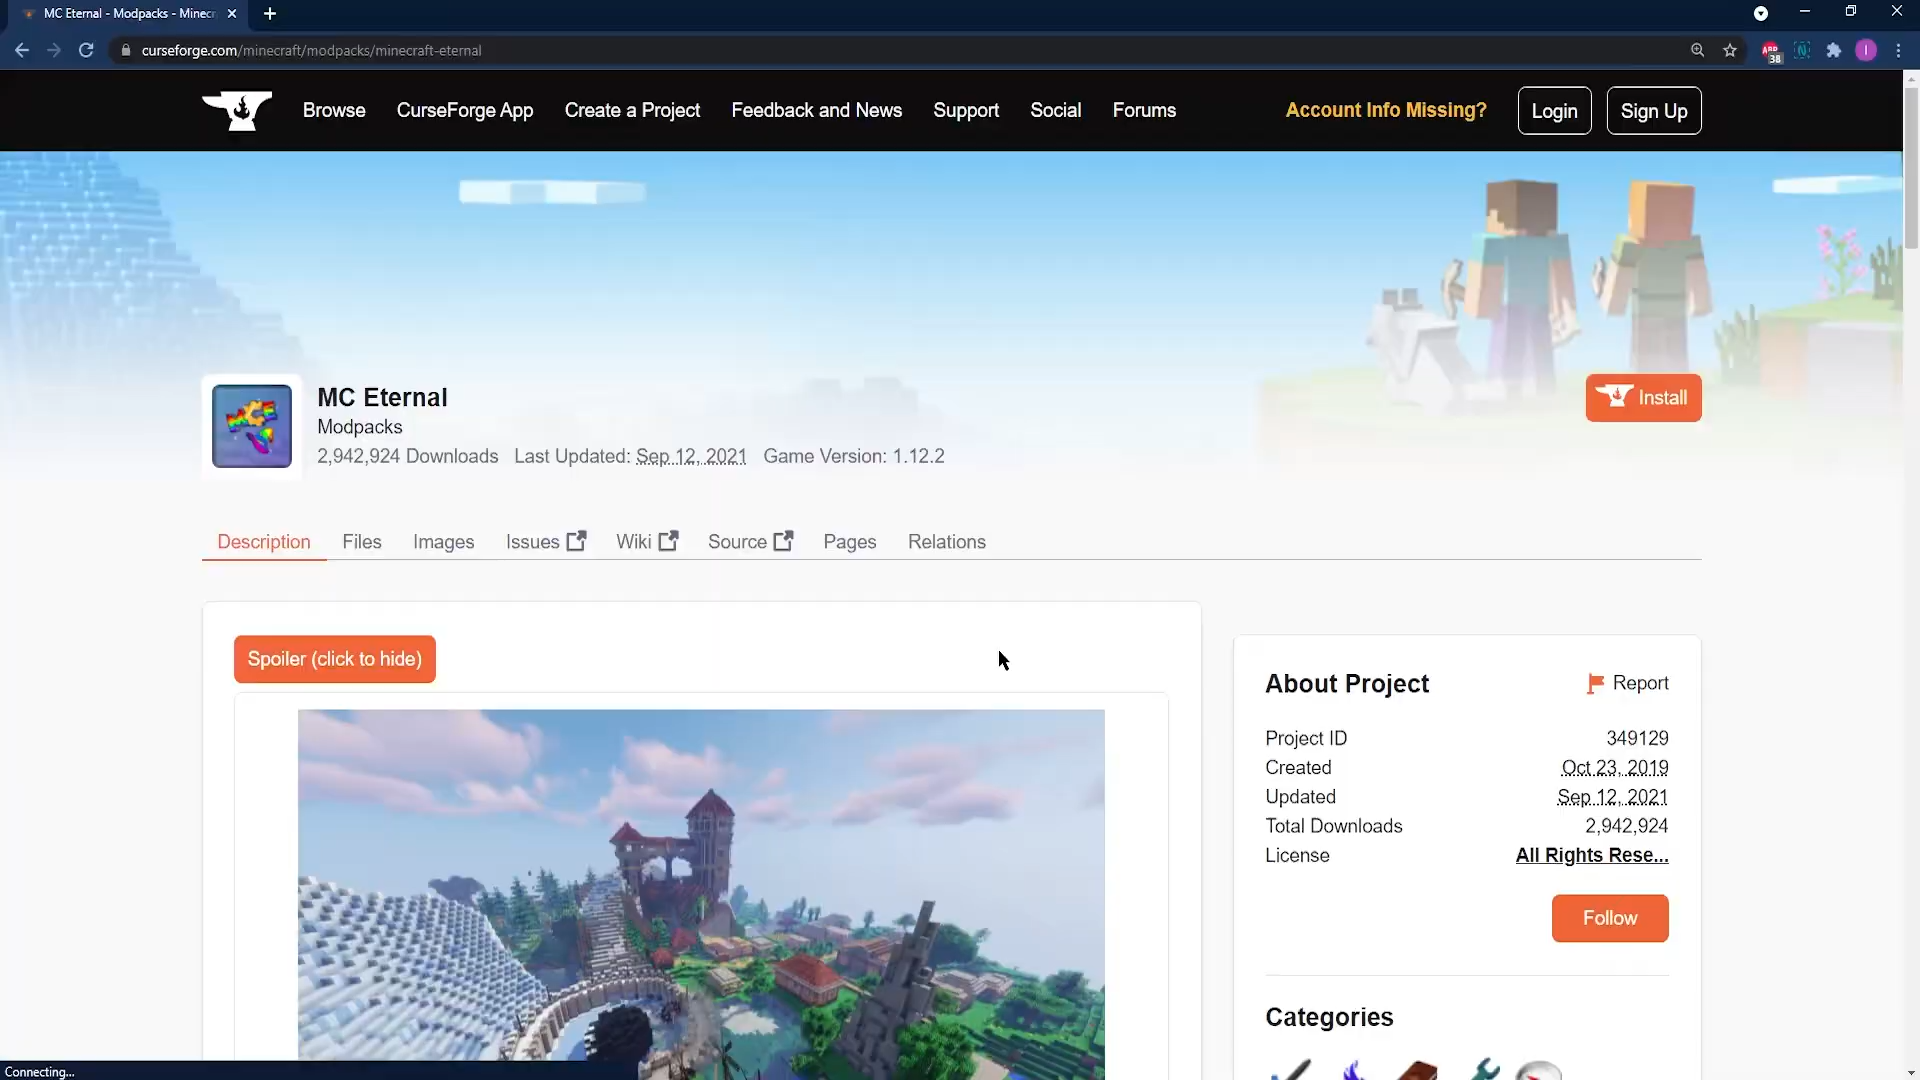 MC Eternal - Modpacks - Minecr
curseforge.com/minecraft/modpacks/minecraft-eternal
ABP
38
N
I
Browse
CurseForge App
Create a Project
Feedback and News
Support
Social
Forums
Account Info Missing?
Login
Sign Up
MCE
MC Eternal
Modpacks
2,942,924 Downloads Last Updated: Sep 12, 2021 Game Version: 1.12.2
Install
Description
Files
Images
Issues
Wiki
Source
Pages
Relations
Spoiler (click to hide)
About Project
Report
Project ID 349129
Created Oct 23, 2019
Updated Sep 12, 2021
Total Downloads 2,942,924
License All Rights Rese...
Follow
Categories
Connecting...